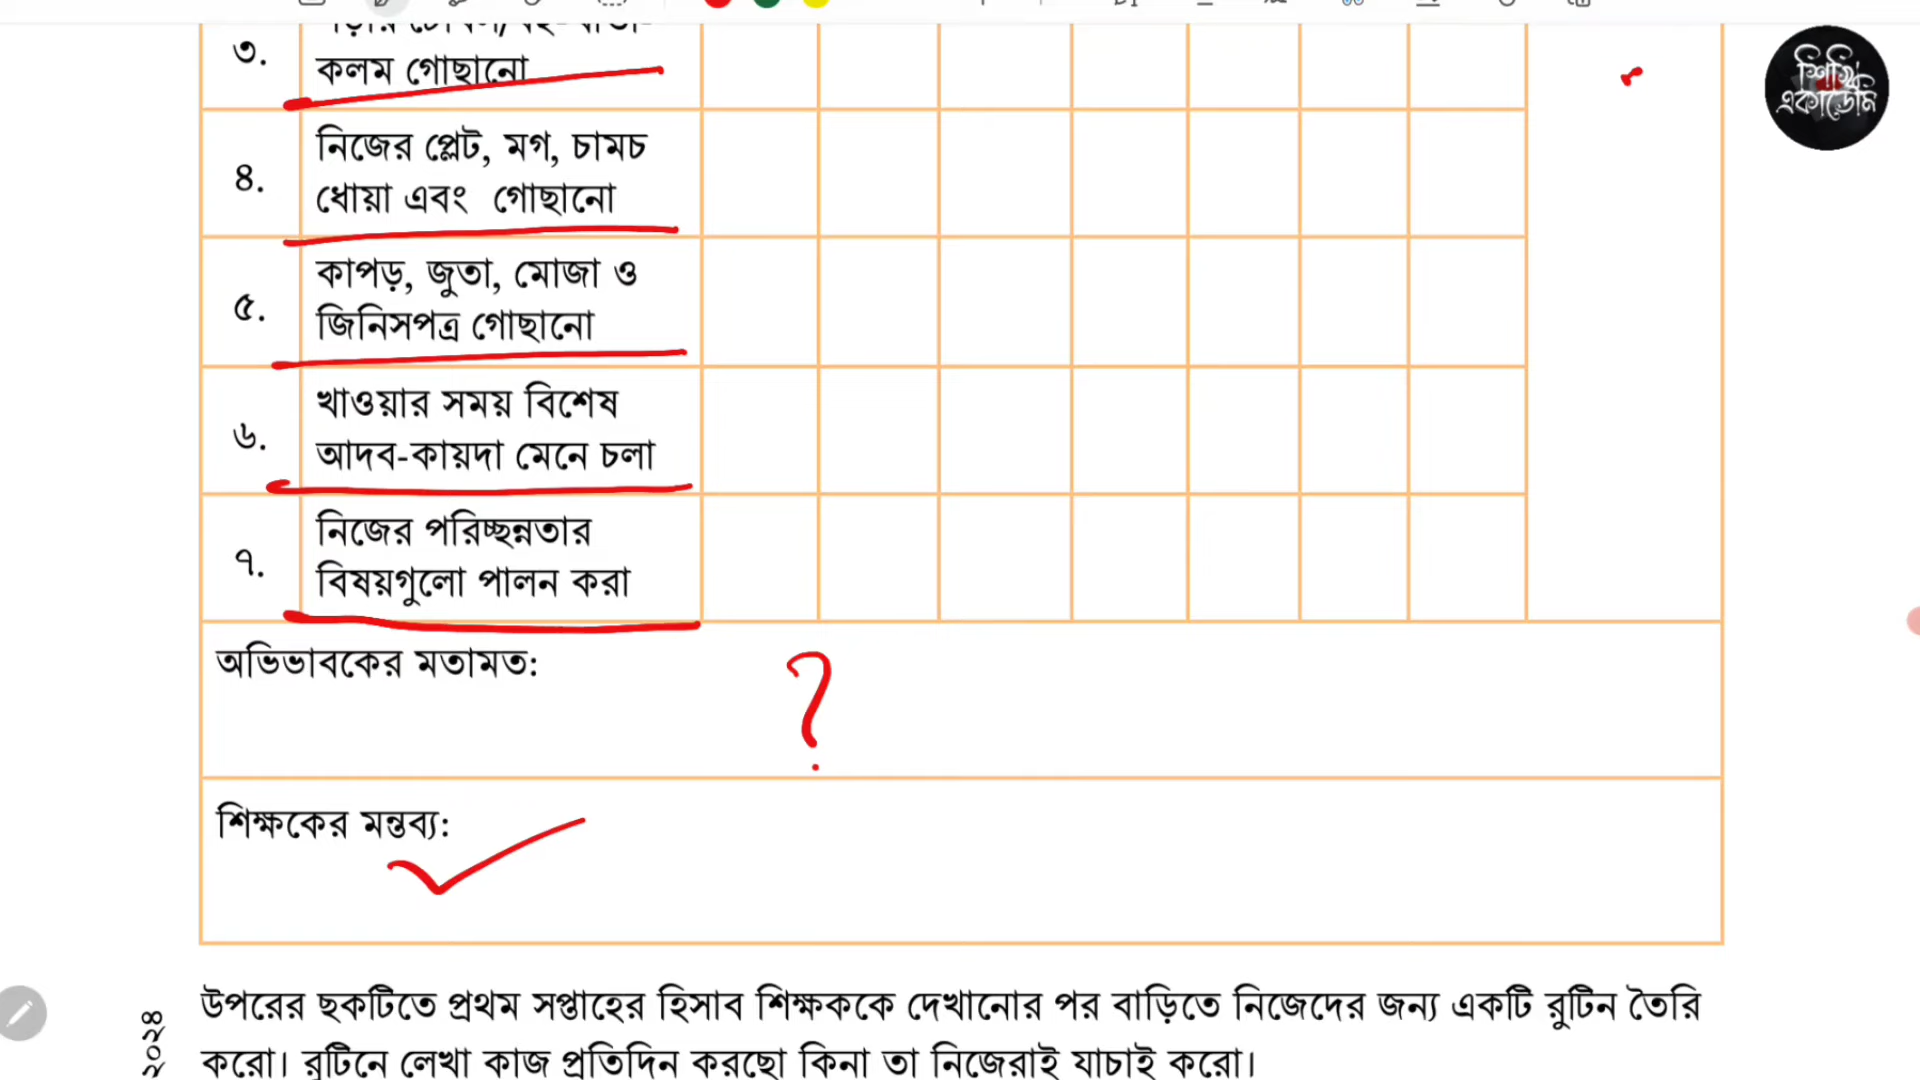 ৩.
কলম গোছানো
৪.
নিজের প্লেট, মগ, চামচ
ধোয়া এবং গোছানো
৫.
কাপড়, জুতা, মোজা ও
জিনিসপত্র গোছানো
৬.
খাওয়ার সময় বিশেষ
আদব-কায়দা মেনে চলা
৭.
নিজের পরিচ্ছন্নতার
বিষয়গুলো পালন করা
অভিভাবকের মতামত:
?
শিক্ষকের মন্তব্য:
উপরের ছকটিতে প্রথম সপ্তাহের হিসাব শিক্ষককে দেখানোর পর বাড়িতে নিজেদের জন্য একটি রুটিন তৈরি
করো। রুটিনে লেখা কাজ প্রতিদিন করছো কিনা তা নিজেরাই যাচাই করো।
২০২৪
একাডেমি